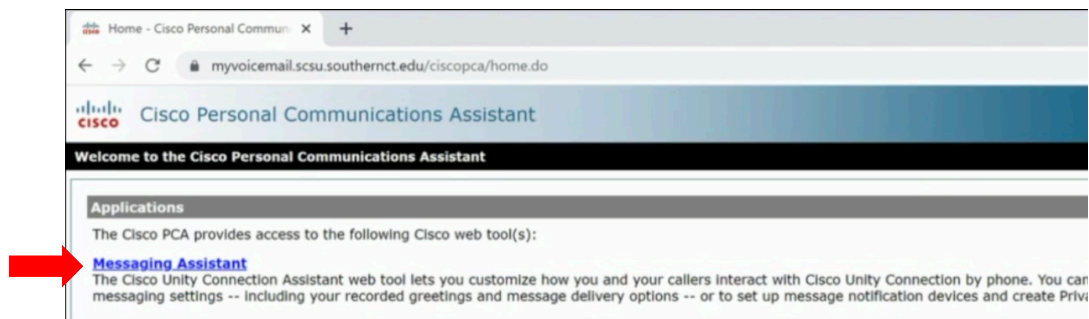 Home - Cisco Personal Commun
myvoicemail.scsu.southernct.edu/ciscopca/home.do
cisco
CISCO Cisco Personal Communications Assistant
Welcome to the Cisco Personal Communications Assistant
Applications
The Cisco PCA provides access to the following Cisco web tool(s):
Messaging Assistant
The Cisco Unity Connection Assistant web tool lets you customize how you and your callers interact with Cisco Unity Connection by phone. You can
messaging settings -- including your recorded greetings and message delivery options -- or to set up message notification devices and create Priva